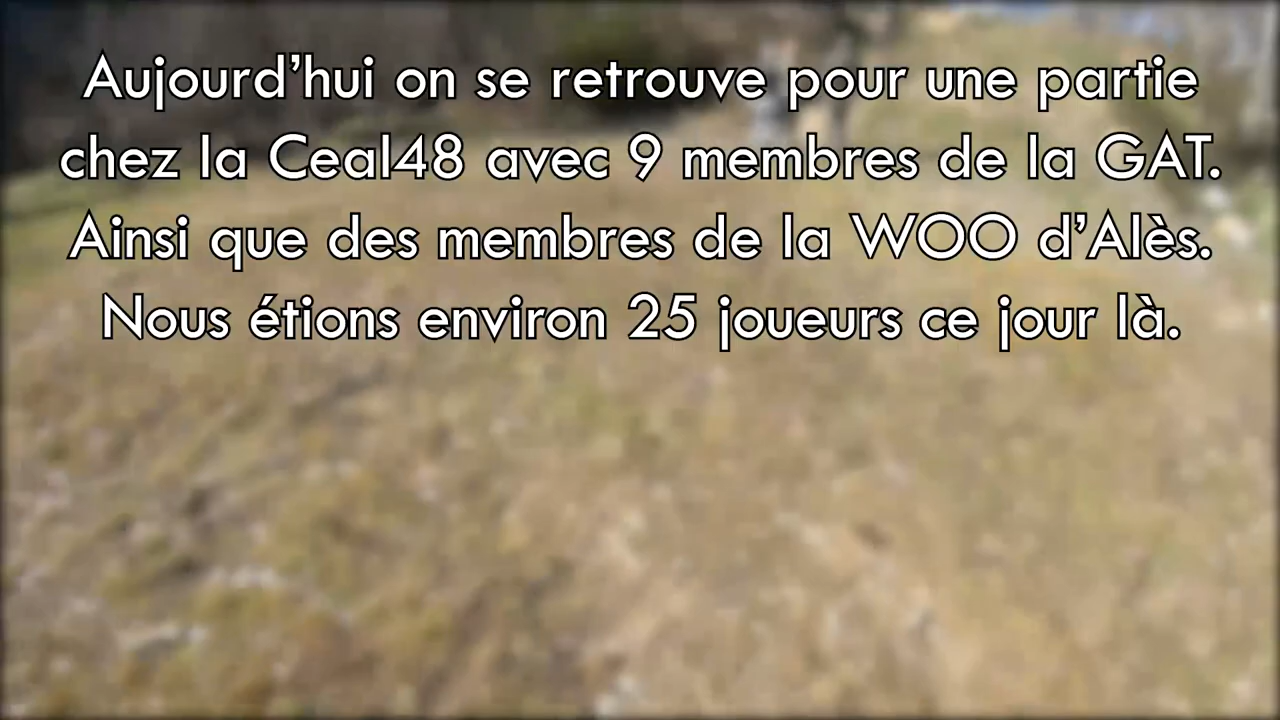 Aujourd’hui on se retrouve pour une partie
chez la Ceal48 avec 9 membres de la GAT.
Ainsi que des membres de la WOO d’Alès.
Nous étions environ 25 joueurs ce jour là.